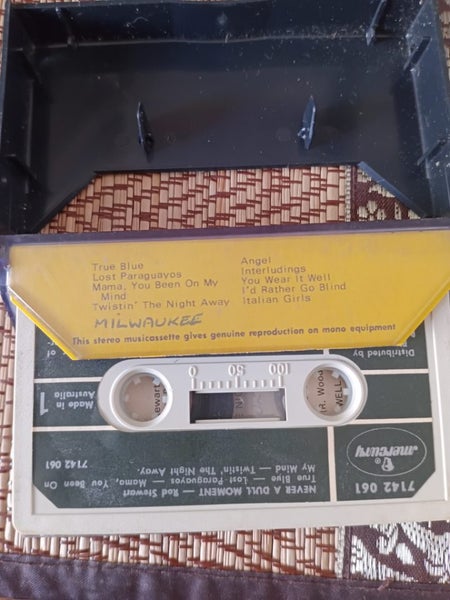 True Blue
Lost Paraguayos
Mama, You Been On My
Mind
Twistin' The Night Away
Angel
Interludings
You Wear It Well
I'd Rather Go Blind
Italian Girls
MILWAUKEE
This stereo musicassette gives genuine reproduction on mono equipment
7142 061
mercury
NEVER A DULL MOMENT — Rod Stewart
True Blue — Lost Paraguayos — Mama, You Been On
My Mind — Twistin' The Night Away.
7142 061
100 50 0
R. Wood
WELL
ewart
1
Made in
Australia
Distributed by
of